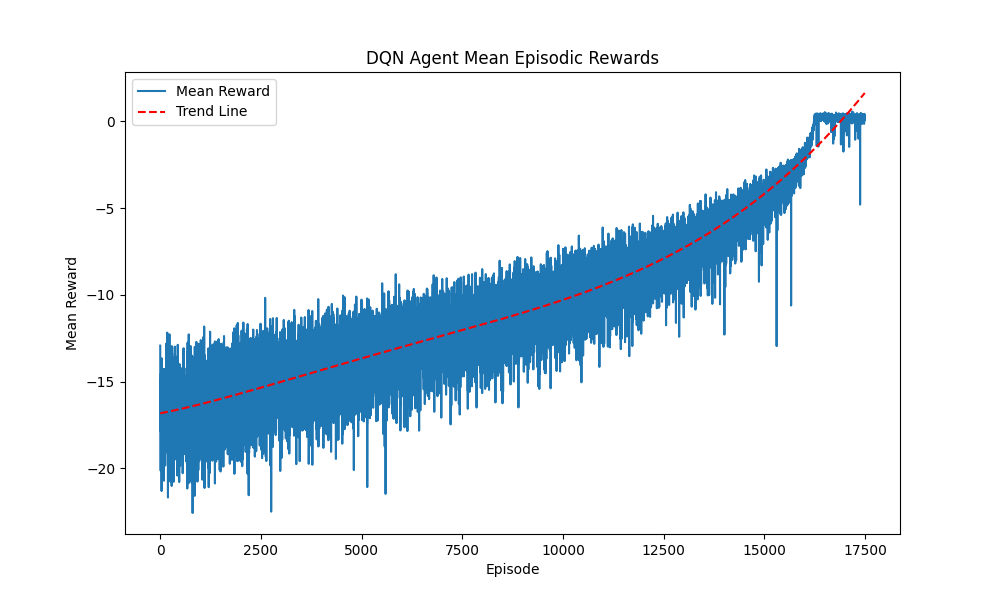 DQN Agent Mean Episodic Rewards
Mean Reward
Trend Line
Mean Reward
0
−5
−10
−15
−20
0 2500 5000 7500 10000 12500 15000 17500
Episode